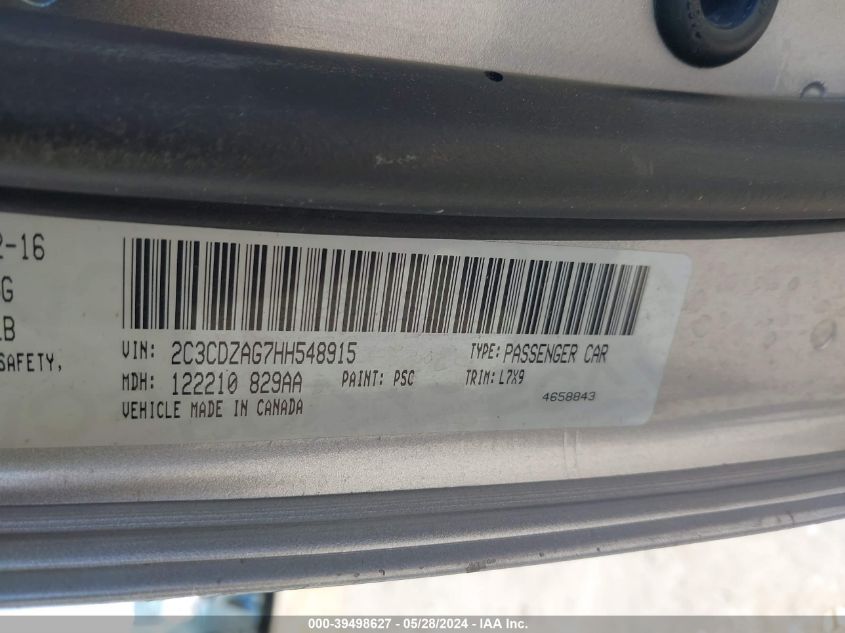 2-16
G
LB
SAFETY,
VIN: 2C3CDZAG7HH548915 TYPE: PASSENGER CAR
MDH: 122210 829AA PAINT: PSC TRIM: L7X9
VEHICLE MADE IN CANADA 4658843
000-39498627 - 05/28/2024 - IAA Inc.